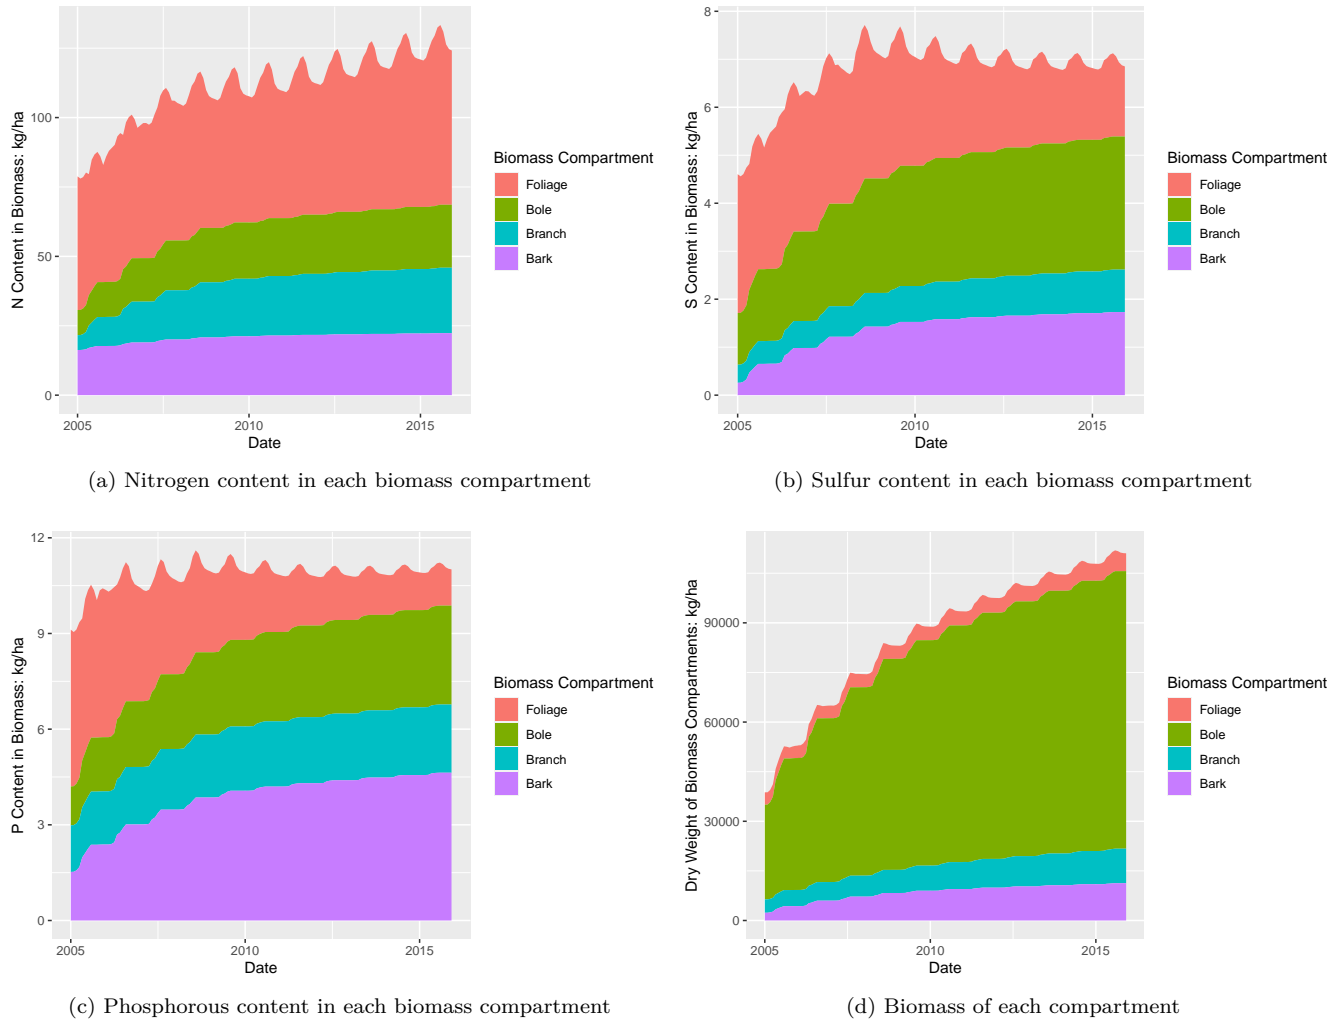 N Content in Biomass: kg/ha
100
50
0
2005
2010
2015
Date
Biomass Compartment
Foliage
Bole
Branch
Bark
(a) Nitrogen content in each biomass compartment
S Content in Biomass: kg/ha
8
6
4
2
0
2005
2010
2015
Date
Biomass Compartment
Foliage
Bole
Branch
Bark
(b) Sulfur content in each biomass compartment
P Content in Biomass: kg/ha
12
9
6
3
0
2005
2010
2015
Date
Biomass Compartment
Foliage
Bole
Branch
Bark
(c) Phosphorous content in each biomass compartment
Dry Weight of Biomass Compartments: kg/ha
90000
60000
30000
0
2005
2010
2015
Date
Biomass Compartment
Foliage
Bole
Branch
Bark
(d) Biomass of each compartment